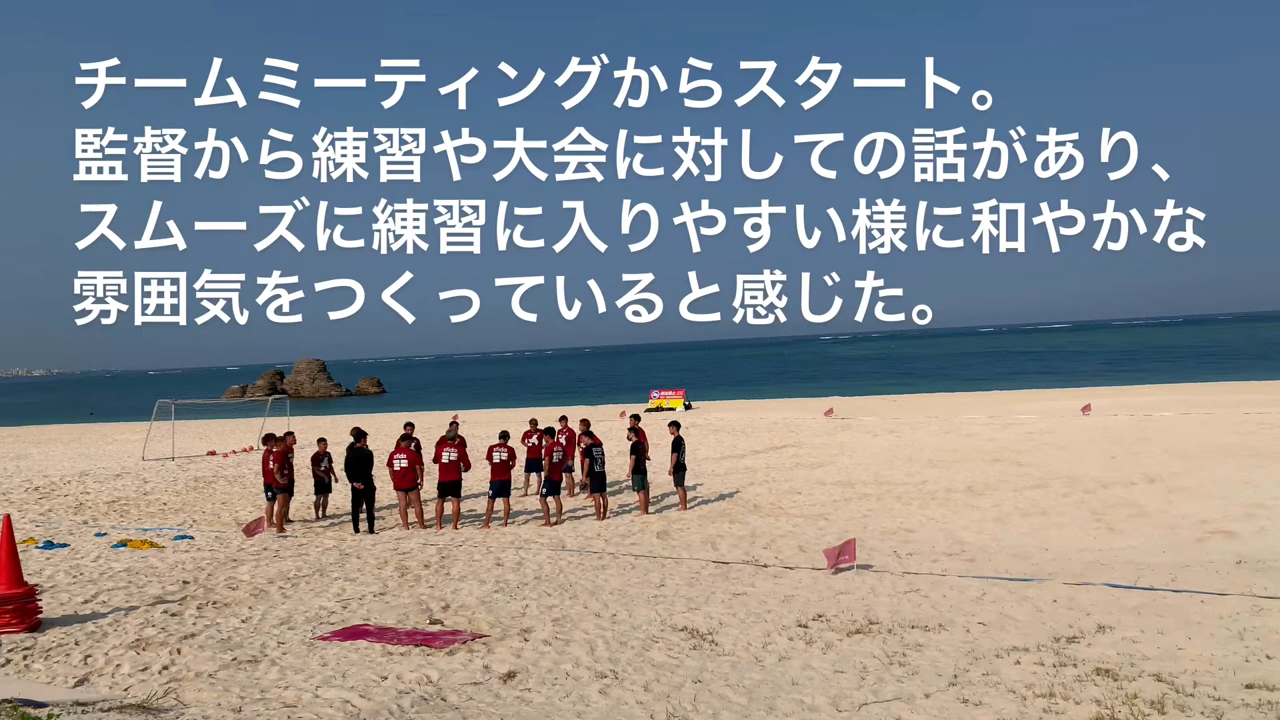 チームミーティングからスタート。
監督から練習や大会に対しての話があり、
スムーズに練習に入りやすい様に和やかな
雰囲気をつくっていると感じた。
sfida
sfida
sfida